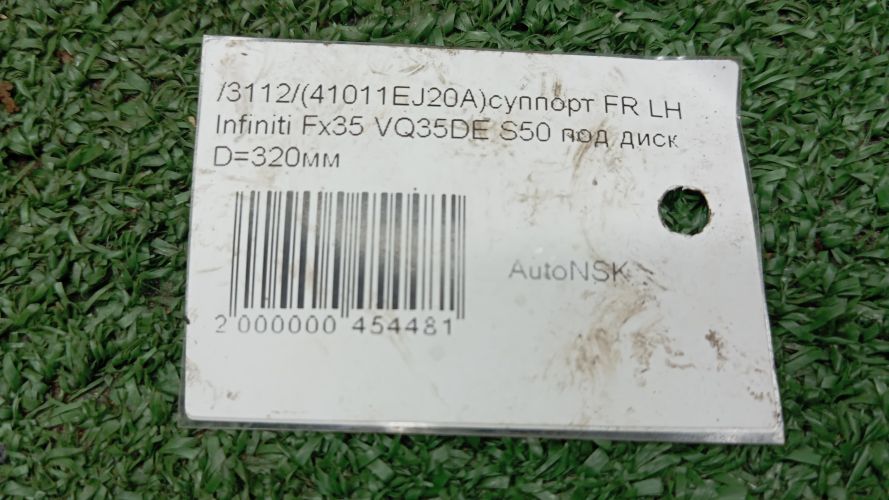 /3112/(41011EJ20A)суппорт FR LH
Infiniti Fx35 VQ35DE S50 под диск
D=320мм
AutoNSK
2 000000 454481